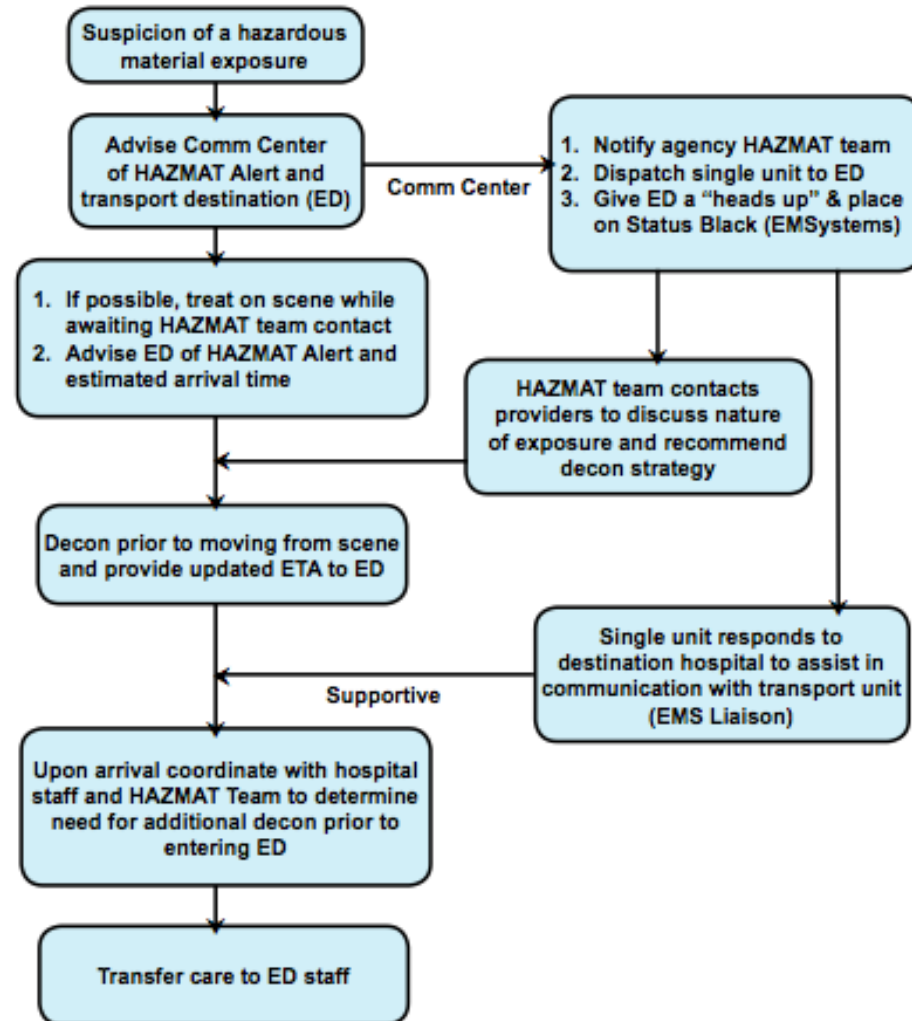 Suspicion of a hazardous
material exposure
Advise Comm Center
of HAZMAT Alert and
transport destination (ED)
Comm Center
1. Notify agency HAZMAT team
2. Dispatch single unit to ED
3. Give ED a “heads up” & place
on Status Black (EMSystems)
1. If possible, treat on scene while
awaiting HAZMAT team contact
2. Advise ED of HAZMAT Alert and
estimated arrival time
HAZMAT team contacts
providers to discuss nature
of exposure and recommend
decon strategy
Decon prior to moving from scene
and provide updated ETA to ED
Single unit responds to
destination hospital to assist in
communication with transport unit
(EMS Liaison)
Supportive
Upon arrival coordinate with hospital
staff and HAZMAT Team to determine
need for additional decon prior to
entering ED
Transfer care to ED staff